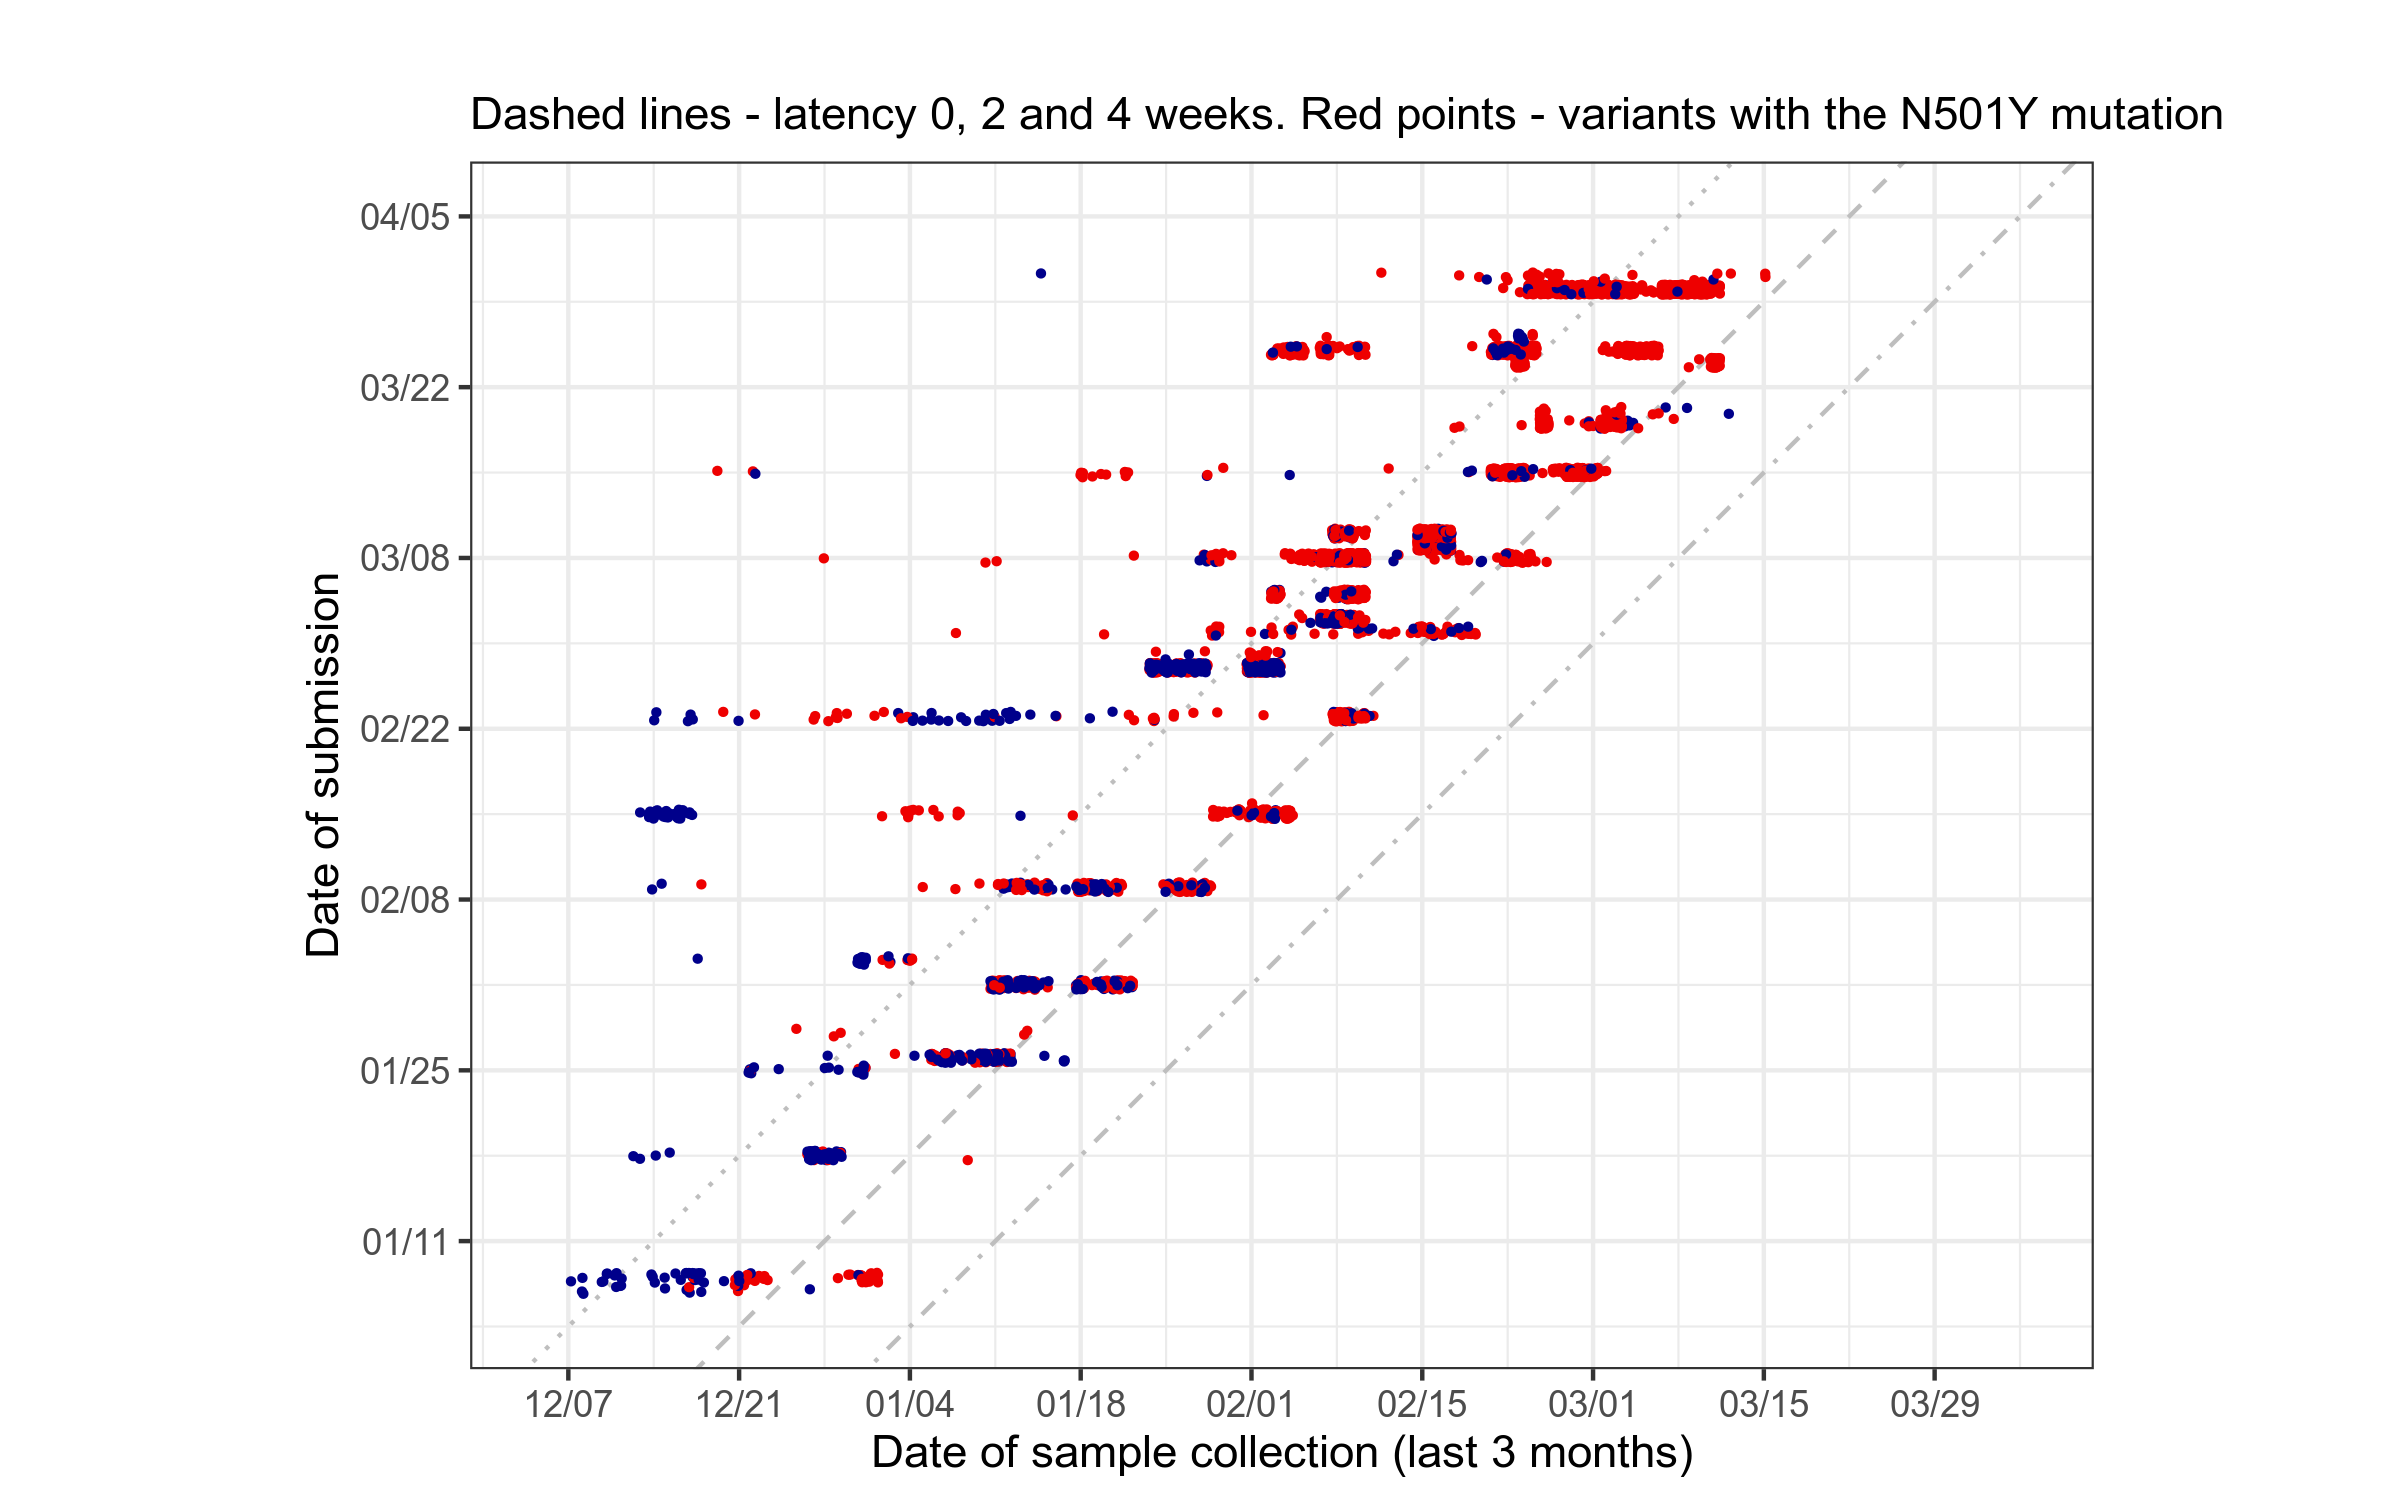 Dashed lines - latency 0, 2 and 4 weeks. Red points - variants with the N501Y mutation
04/05
03/22
03/08
02/22
02/08
01/25
01/11
Date of submission
12/07 12/21 01/04 01/18 02/01 02/15 03/01 03/15 03/29
Date of sample collection (last 3 months)